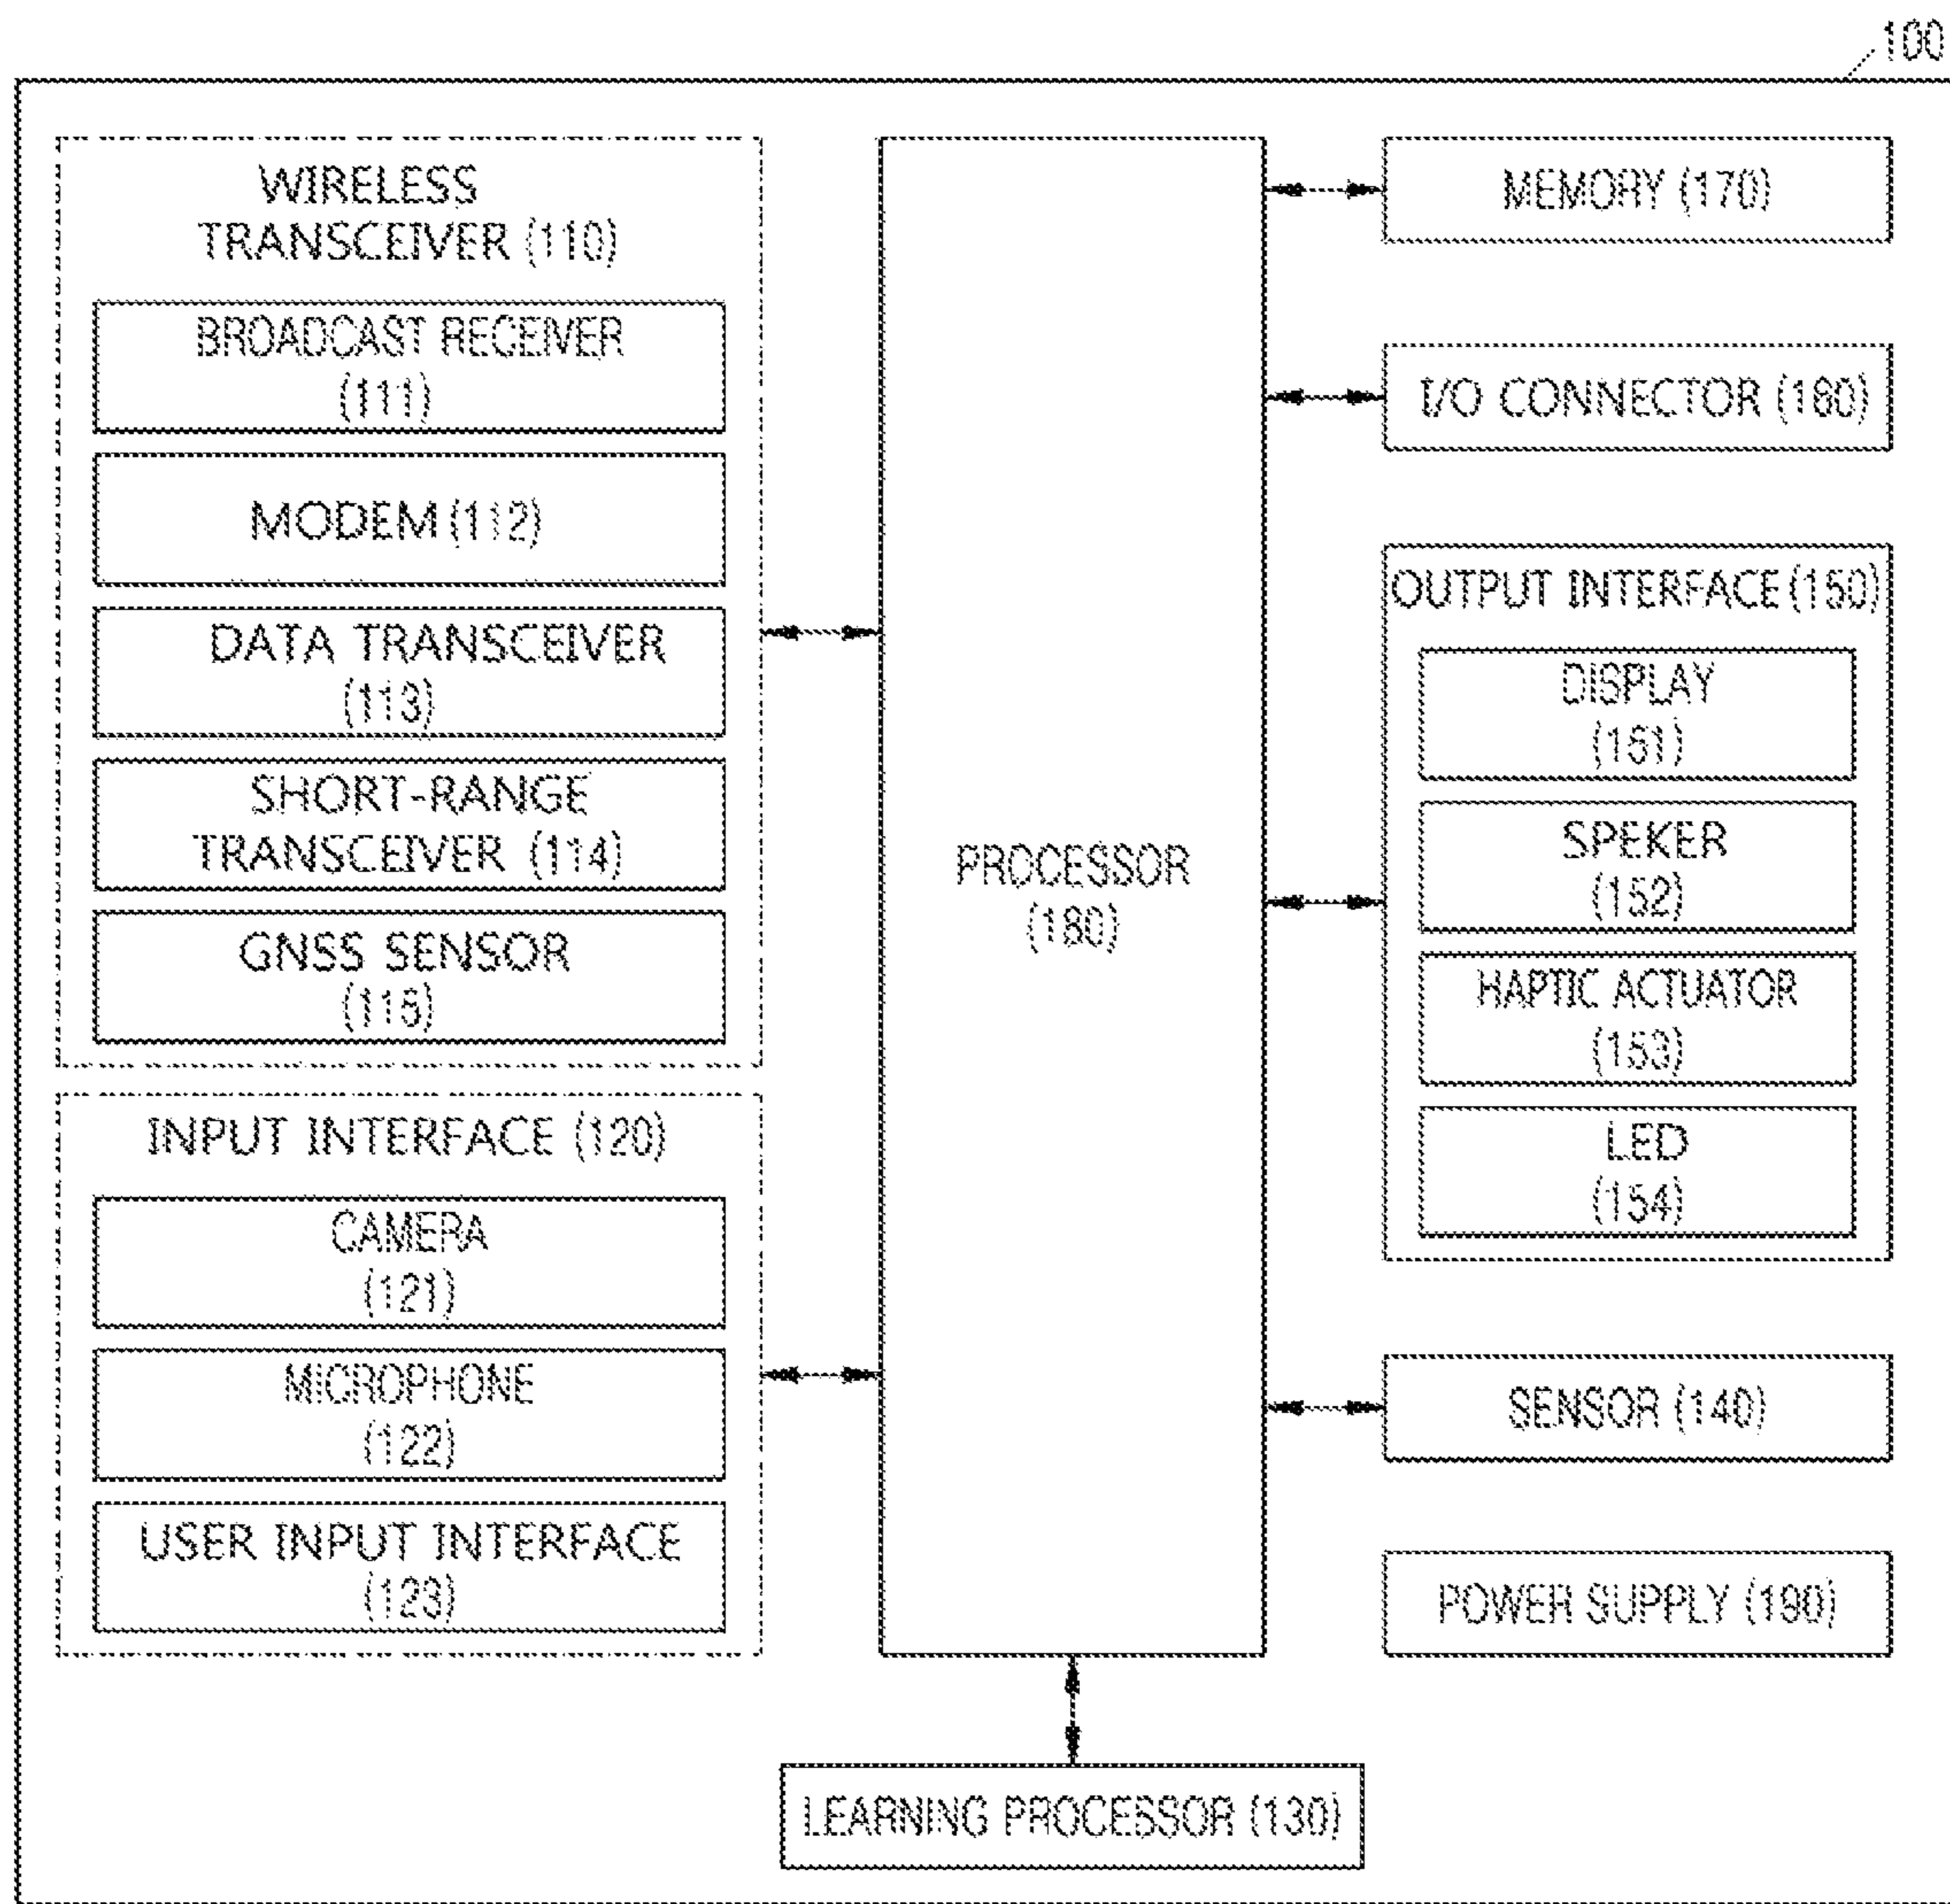 100
WIRELESS
TRANSCEIVER (110)
BROADCAST RECEIVER
(111)
MODEM (112)
DATA TRANSCEIVER
(113)
SHORT-RANGE
TRANSCEIVER (114)
GNSS SENSOR
(115)
INPUT INTERFACE (120)
CAMERA
(121)
MICROPHONE
(122)
USER INPUT INTERFACE
(123)
PROCESSOR
(180)
LEARNING PROCESSOR (130)
MEMORY (170)
I/O CONNECTOR (160)
OUTPUT INTERFACE (150)
DISPLAY
(151)
SPEKER
(152)
HAPTIC ACTUATOR
(153)
LED
(154)
SENSOR (140)
POWER SUPPLY (190)